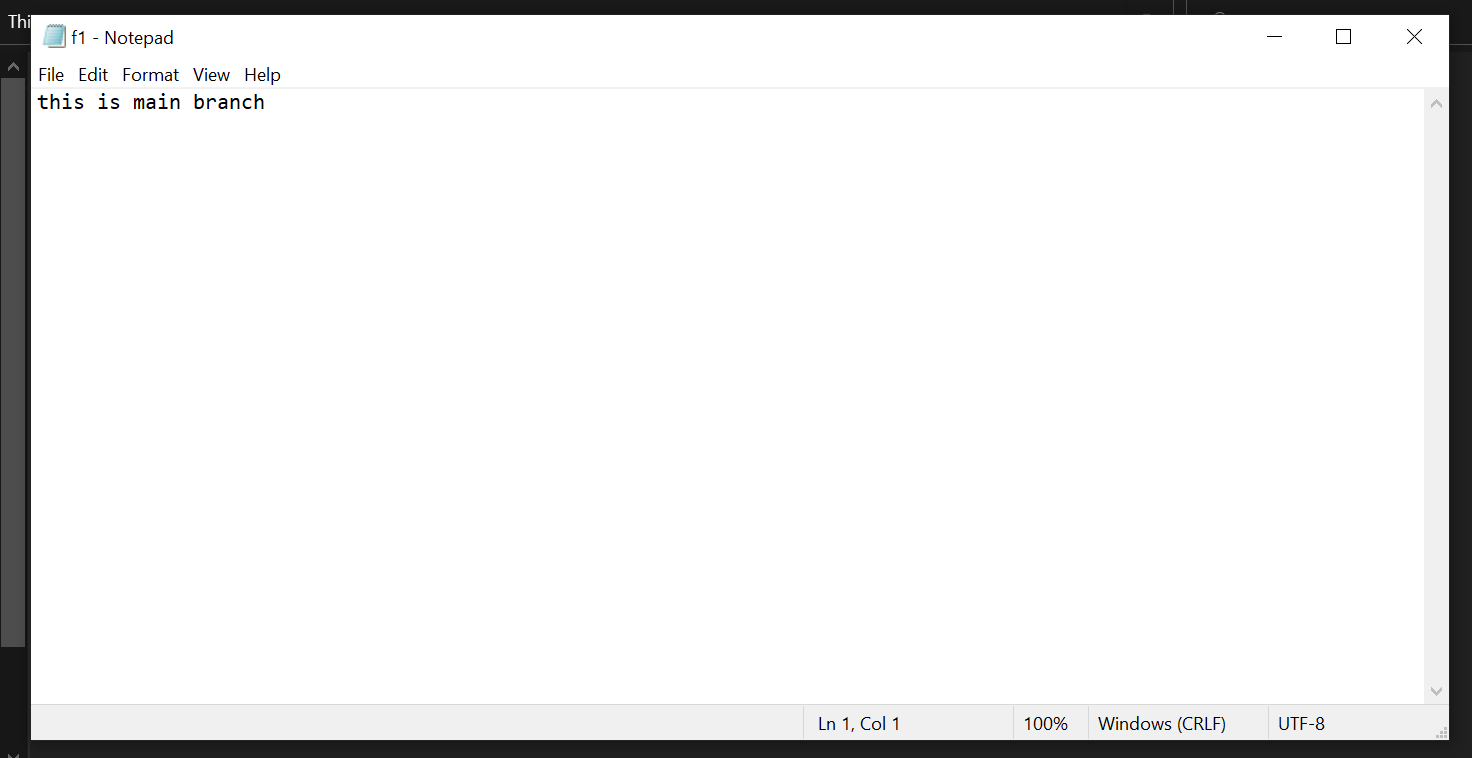 Thi
f1 - Notepad
File Edit Format View Help
this is main branch
Ln 1, Col 1 100% Windows (CRLF) UTF-8